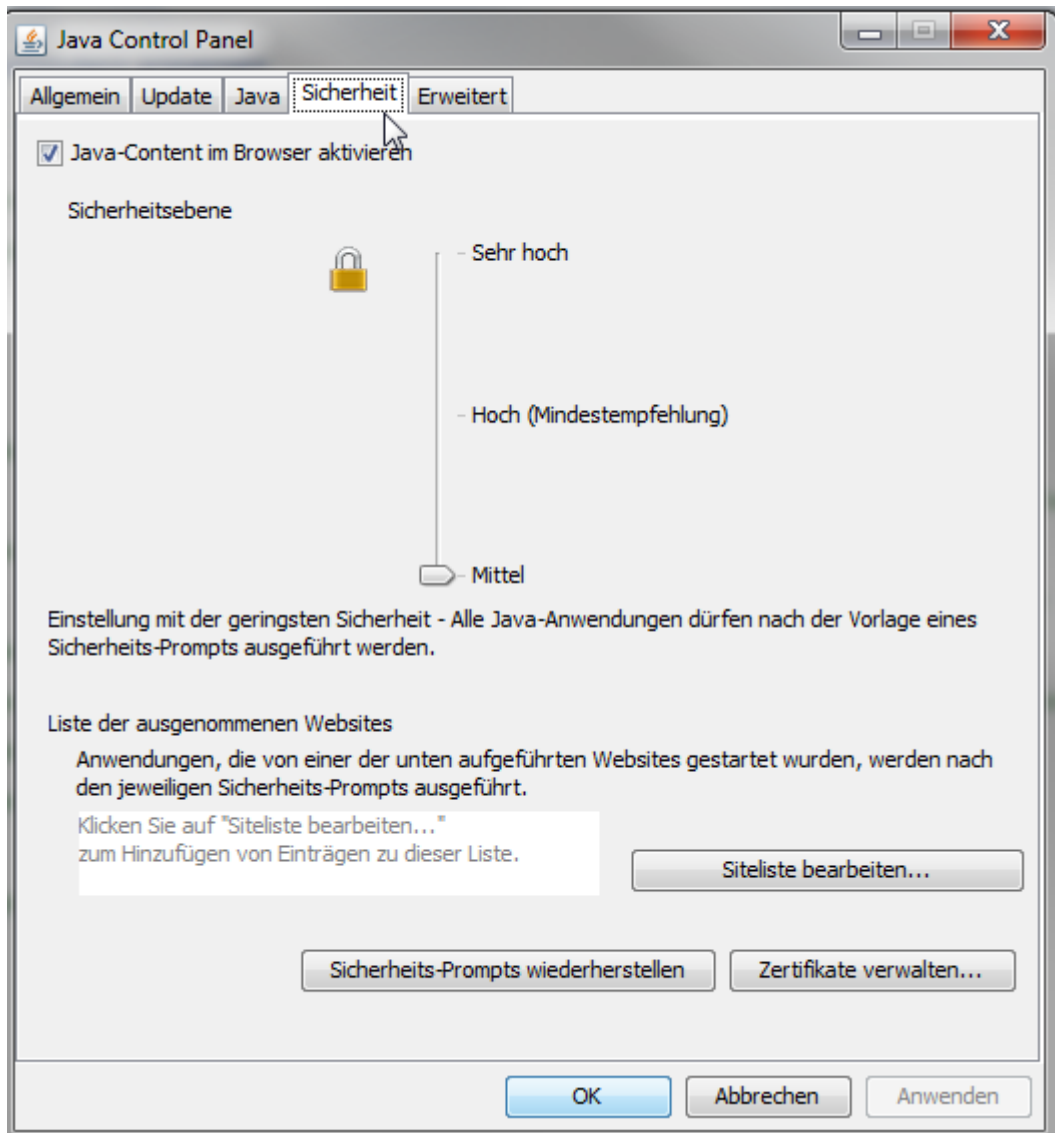 Java Control Panel
Allgemein Update Java Sicherheit Erweitert
Java-Content im Browser aktivieren
Sicherheitsebene
Sehr hoch
Hoch (Mindestempfehlung)
Mittel
Einstellung mit der geringsten Sicherheit - Alle Java-Anwendungen dürfen nach der Vorlage eines
Sicherheits-Prompts ausgeführt werden.
Liste der ausgenommenen Websites
Anwendungen, die von einer der unten aufgeführten Websites gestartet wurden, werden nach
den jeweiligen Sicherheits-Prompts ausgeführt.
Klicken Sie auf "Siteliste bearbeiten..."
zum Hinzufügen von Einträgen zu dieser Liste.
Siteliste bearbeiten...
Sicherheits-Prompts wiederherstellen Zertifikate verwalten...
OK Abbrechen Anwenden